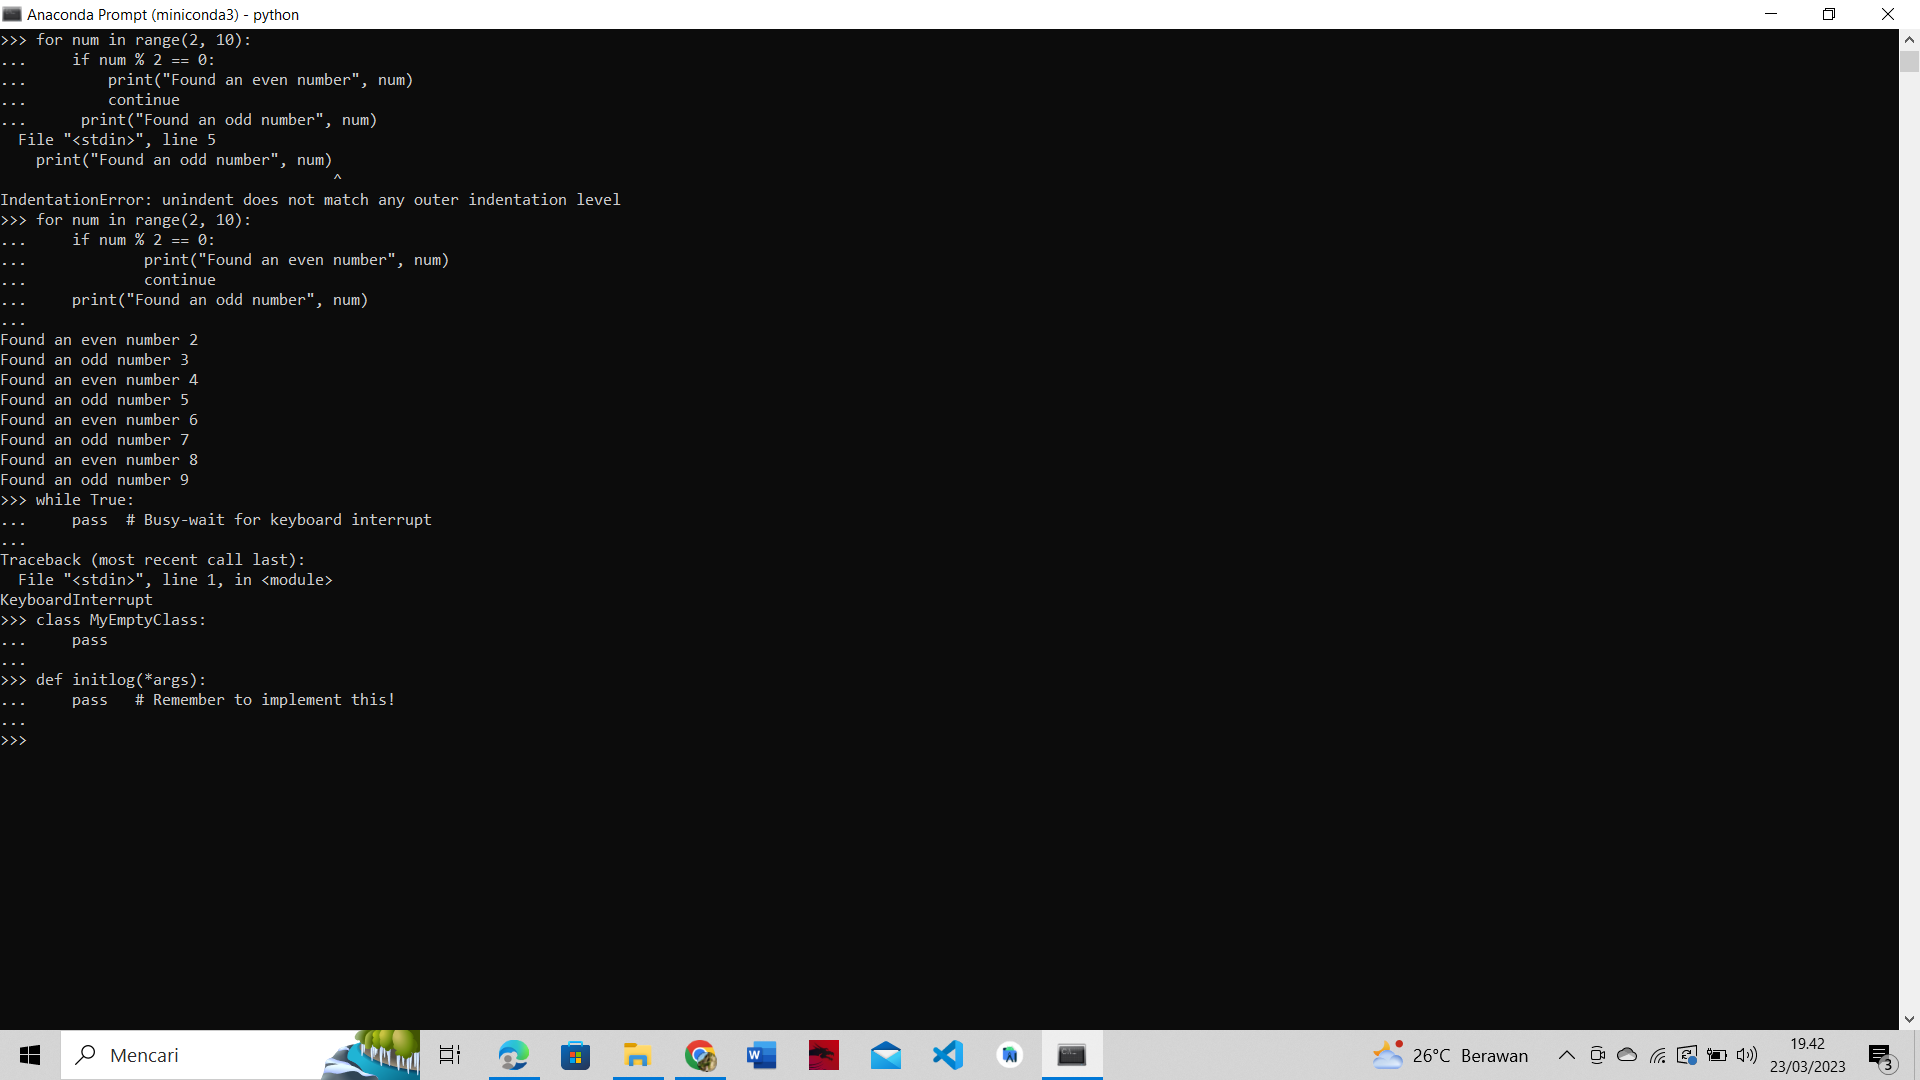 Anaconda Prompt (miniconda3) - python
>>> for num in range(2, 10):
...     if num % 2 == 0:
...         print("Found an even number", num)
...         continue
...      print("Found an odd number", num)
  File "<stdin>", line 5
    print("Found an odd number", num)
                                     ^
IndentationError: unindent does not match any outer indentation level
>>> for num in range(2, 10):
...     if num % 2 == 0:
...             print("Found an even number", num)
...             continue
...     print("Found an odd number", num)
...
Found an even number 2
Found an odd number 3
Found an even number 4
Found an odd number 5
Found an even number 6
Found an odd number 7
Found an even number 8
Found an odd number 9
>>> while True:
...     pass  # Busy-wait for keyboard interrupt
...
Traceback (most recent call last):
  File "<stdin>", line 1, in <module>
KeyboardInterrupt
>>> class MyEmptyClass:
...     pass
...
>>> def initlog(*args):
...     pass   # Remember to implement this!
...
>>>
Mencari
26°C Berawan
19.42
23/03/2023
3